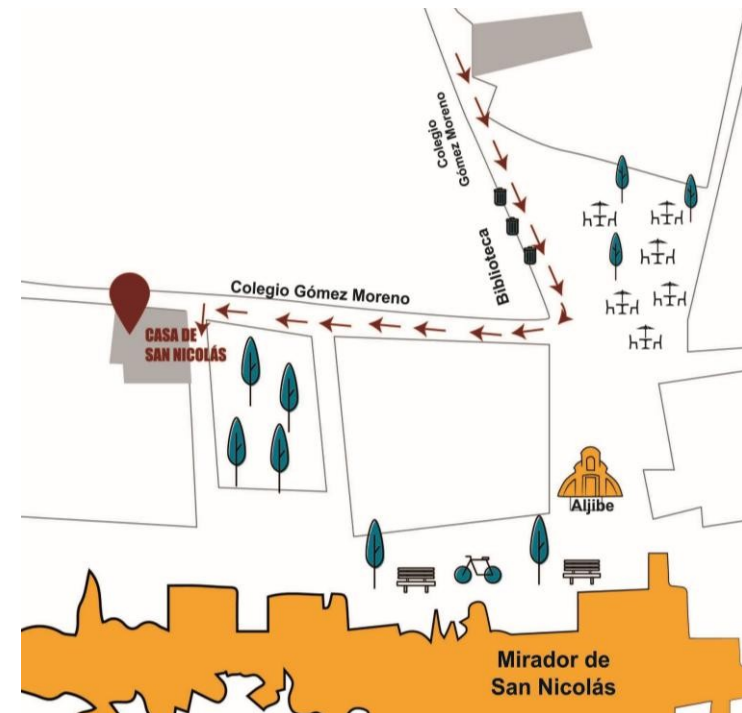 Colegio
Gómez Moreno
Biblioteca
Colegio Gómez Moreno
CASA DE
SAN NICOLÁS
Aljibe
Mirador de
San Nicolás